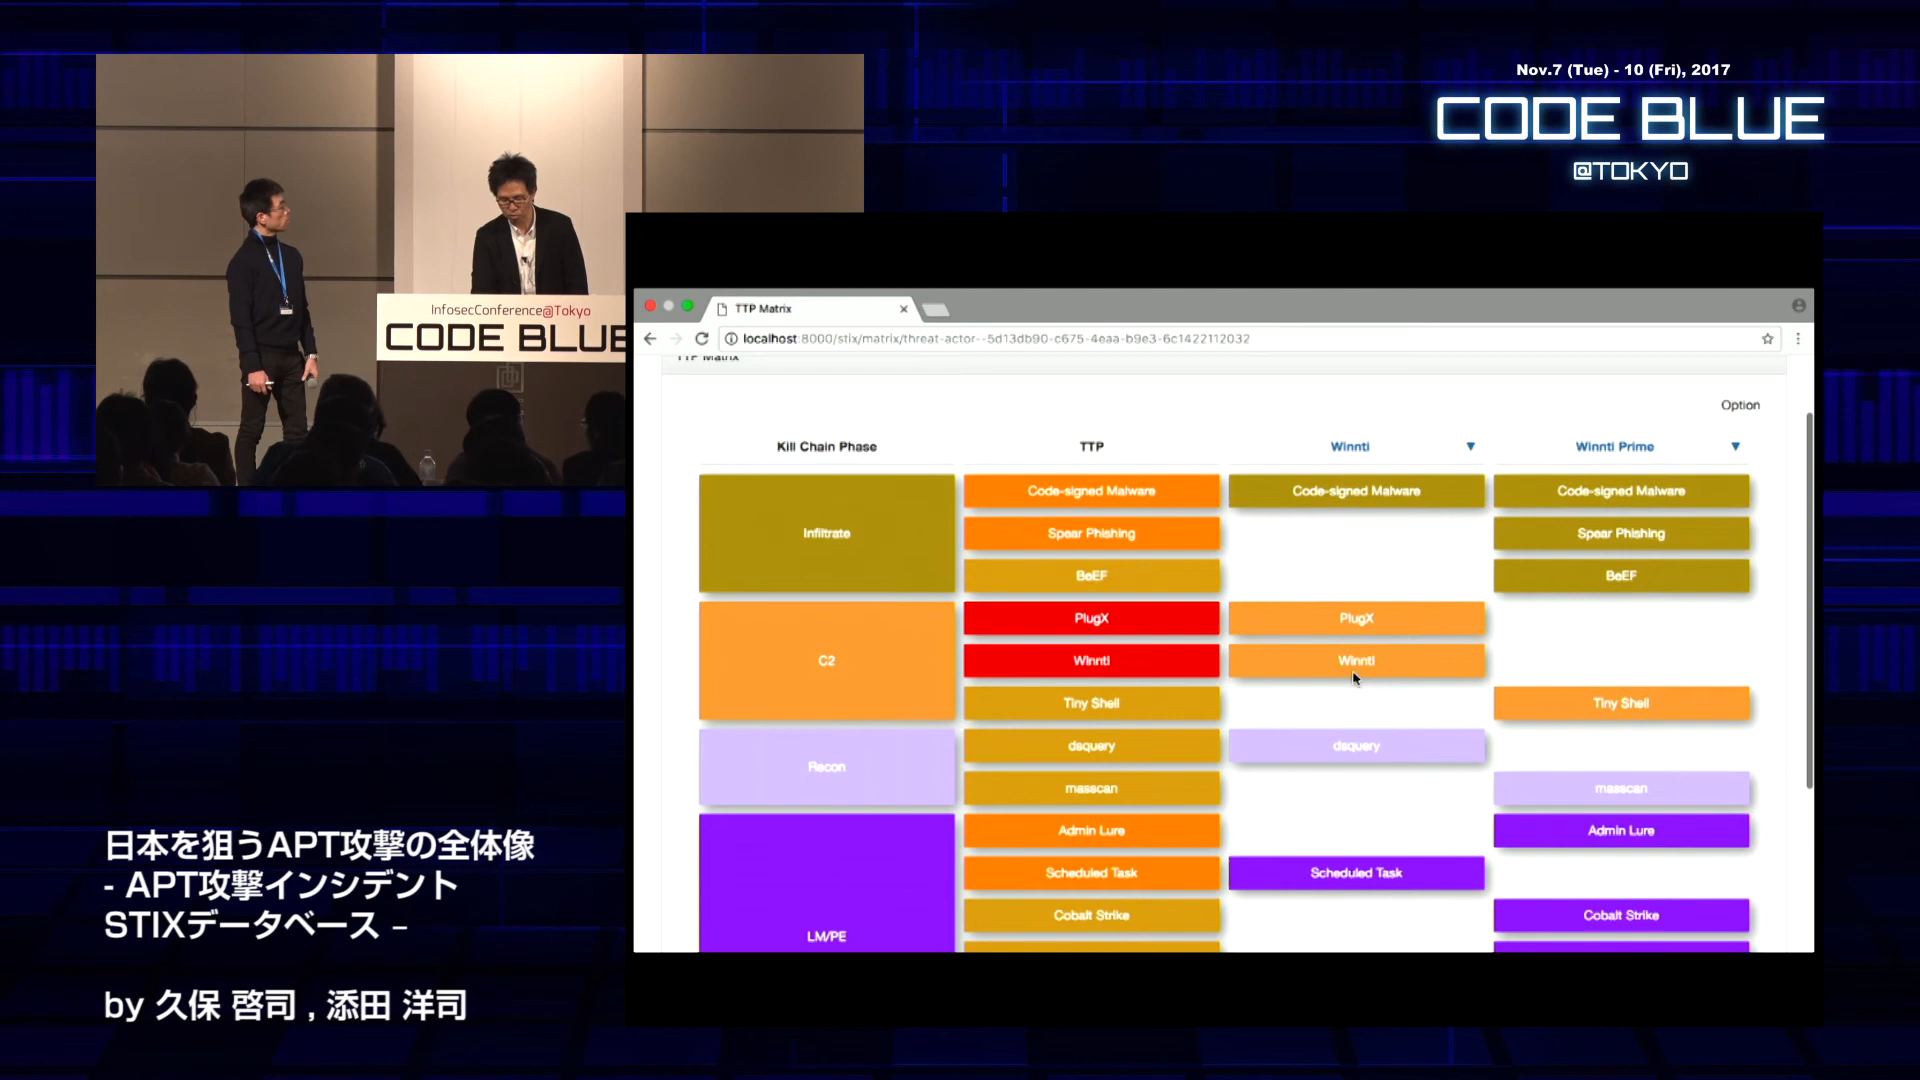 Nov.7 (Tue) - 10 (Fri), 2017
CODE BLUE
@TOKYO
InfosecConference@Tokyo
CODE BLUE
TTP Matrix
localhost:8000/stix/matrix/threat-actor--5d13db90-c675-4eaa-b9e3-6c1422112032
TTP Matrix
Option
Kill Chain Phase TTP Winnti ▼ Winnti Prime ▼
Infiltrate
Code-signed Malware Code-signed Malware Code-signed Malware
Spear Phishing Spear Phishing
BeEF BeEF
C2
PlugX PlugX
Winnti Winnti
Tiny Shell Tiny Shell
Recon
dsquery dsquery
masscan masscan
LM/PE
Admin Lure Admin Lure
Scheduled Task Scheduled Task
Cobalt Strike Cobalt Strike
日本を狙うAPT攻撃の全体像
- APT攻撃インシデント
STIXデータベース –
by 久保 啓司 , 添田 洋司